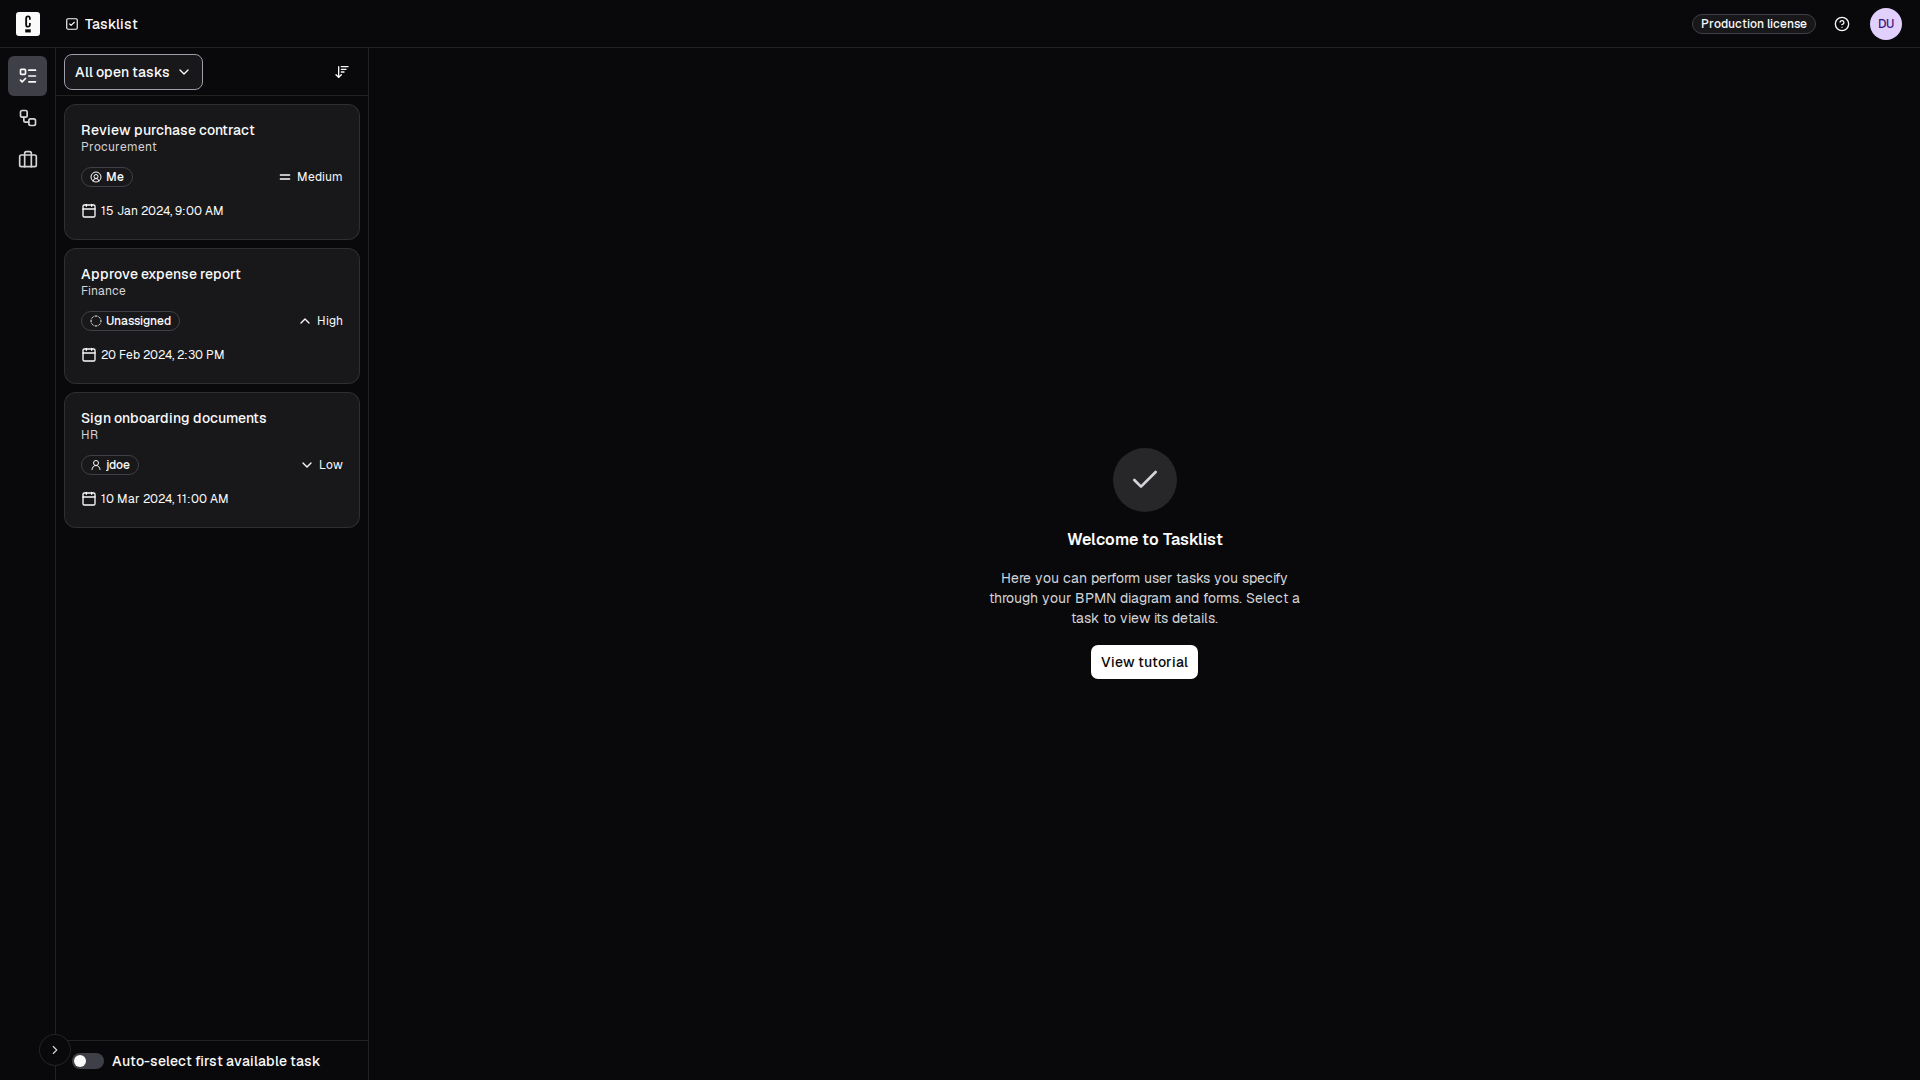 Tasklist
Production license
DU
All open tasks
Review purchase contract
Procurement
Me
Medium
15 Jan 2024, 9:00 AM
Approve expense report
Finance
Unassigned
High
20 Feb 2024, 2:30 PM
Sign onboarding documents
HR
jdoe
Low
10 Mar 2024, 11:00 AM
Welcome to Tasklist
Here you can perform user tasks you specify
through your BPMN diagram and forms. Select a
task to view its details.
View tutorial
Auto-select first available task